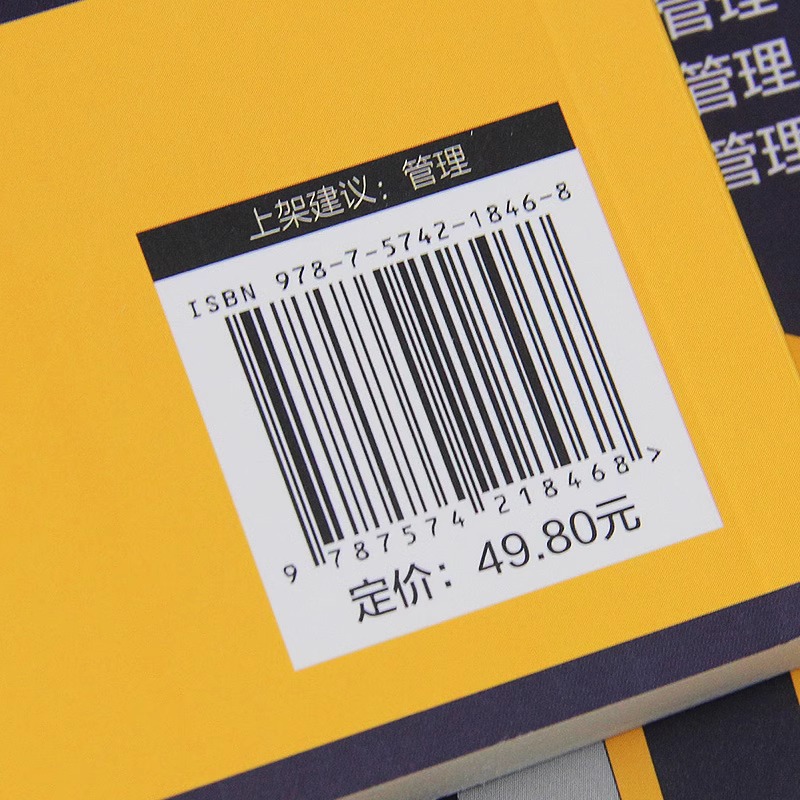 上架建议：管理
ISBN 978-7-5742-1846-8
9 787574 218468 >
定价：49.80元
管理
管理
管理